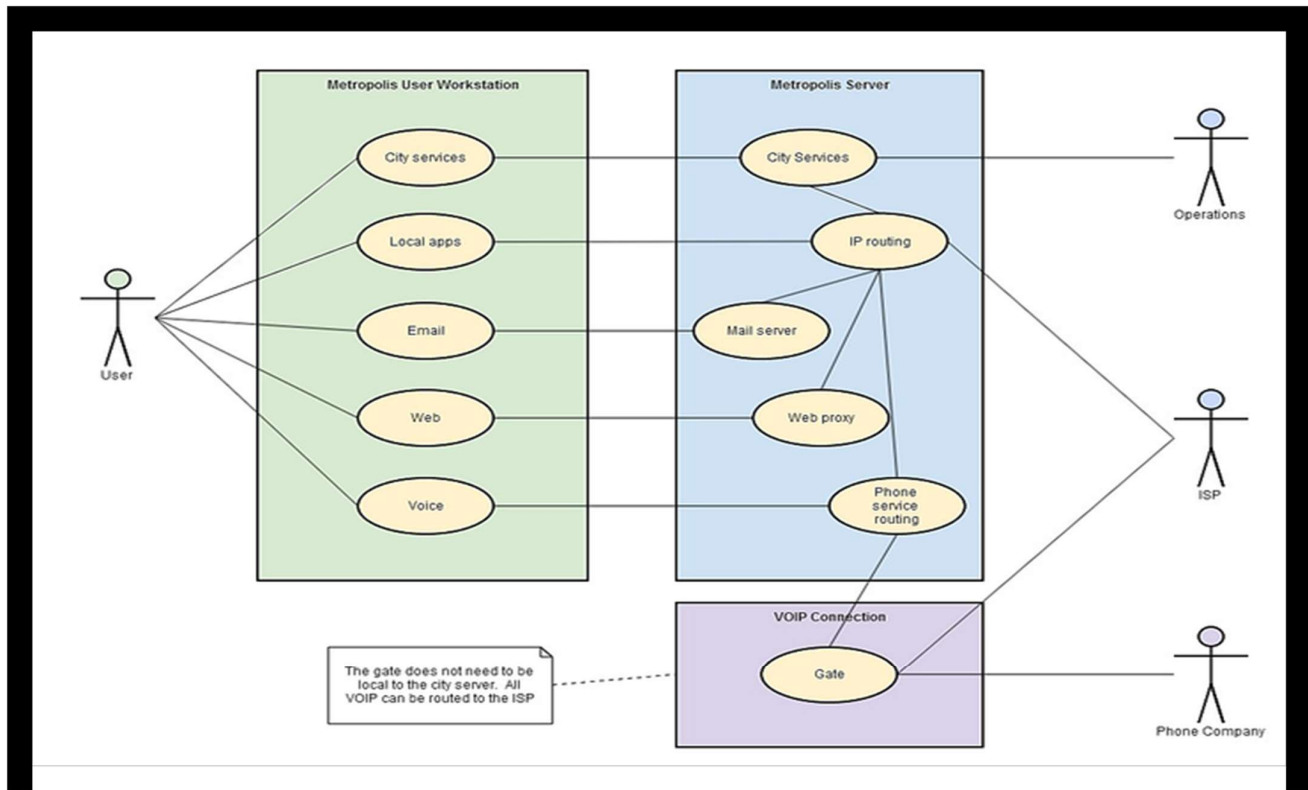 Metropolis User Workstation
Metropolis Server
City services
City Services
Operations
Local apps
IP routing
User
Email
Mail server
Web
Web proxy
ISP
Voice
Phone
service
routing
VOIP Connection
The gate does not need to be
local to the city server. All
VOIP can be routed to the ISP
Gate
Phone Company